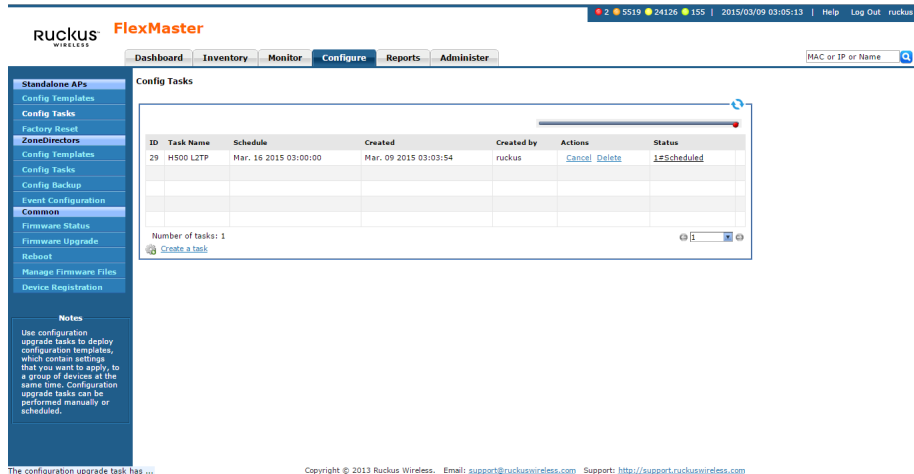 2 5519 24126 155 | 2015/03/09 03:05:13 | Help Log Out ruckus
RUCKUS WIRELESS
FlexMaster
Dashboard Inventory Monitor Configure Reports Administer
MAC or IP or Name
Standalone APs
Config Templates
Config Tasks
Factory Reset
ZoneDirectors
Config Templates
Config Tasks
Config Backup
Event Configuration
Common
Firmware Status
Firmware Upgrade
Reboot
Manage Firmware Files
Device Registration
Notes
Use configuration
upgrade tasks to deploy
configuration templates,
which contain settings
that you want to apply, to
a group of devices at the
same time. Configuration
upgrade tasks can be
performed manually or
scheduled.
Config Tasks
ID Task Name Schedule Created Created by Actions Status
29 H500 L2TP Mar. 16 2015 03:00:00 Mar. 09 2015 03:03:54 ruckus Cancel Delete 1#Scheduled
Number of tasks: 1
1
Create a task
The configuration upgrade task has ...
Copyright © 2013 Ruckus Wireless. Email: support@ruckuswireless.com Support: http://support.ruckuswireless.com